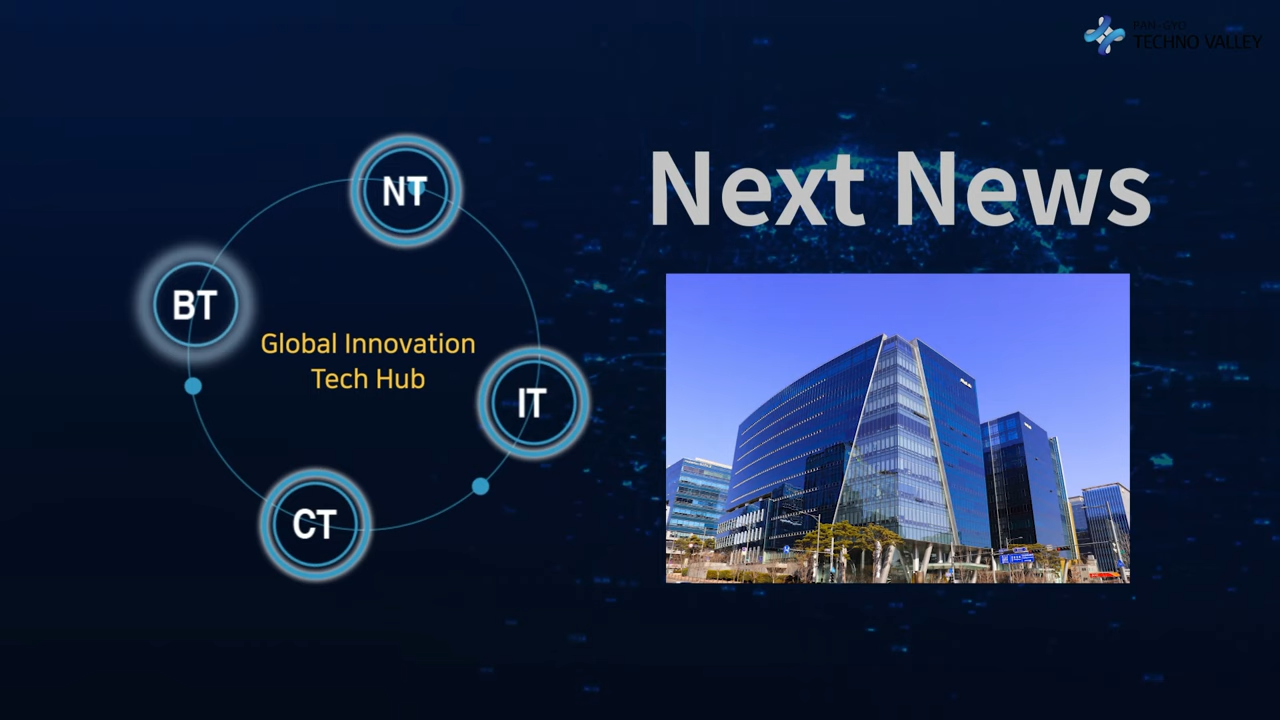 PAN-GYO
TECHNO VALLEY
Next News
NT
BT
Global Innovation
Tech Hub
IT
CT